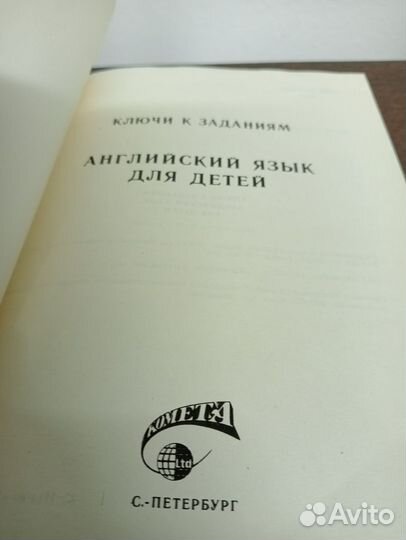 КЛЮЧИ К ЗАДАНИЯМ
АНГЛИЙСКИЙ ЯЗЫК
ДЛЯ ДЕТЕЙ
КОМЕТА
Ltd
С.-ПЕТЕРБУРГ
Avito